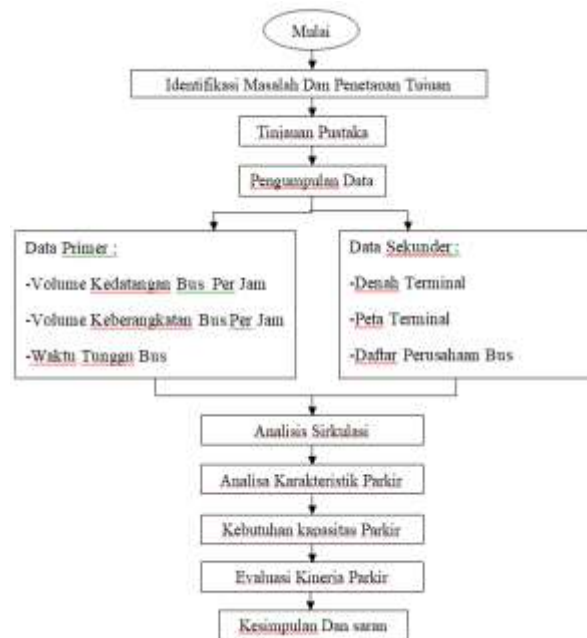 Mulai
Identifikasi Masalah Dan Penetapan Tujuan
Tinjauan Pustaka
Pengumpulan Data
Data Primer :
-Volume Kedatangan Bus Per Jam
-Volume Keberangkatan Bus Per Jam
-Waktu Tunggu Bus
Data Sekunder :
-Denah Terminal
-Peta Terminal
-Daftar Perusahaan Bus
Analisis Sirkulasi
Analisa Karakteristik Parkir
Kebutuhan kapasitas Parkir
Evaluasi Kinerja Parkir
Kesimpulan Dan saran